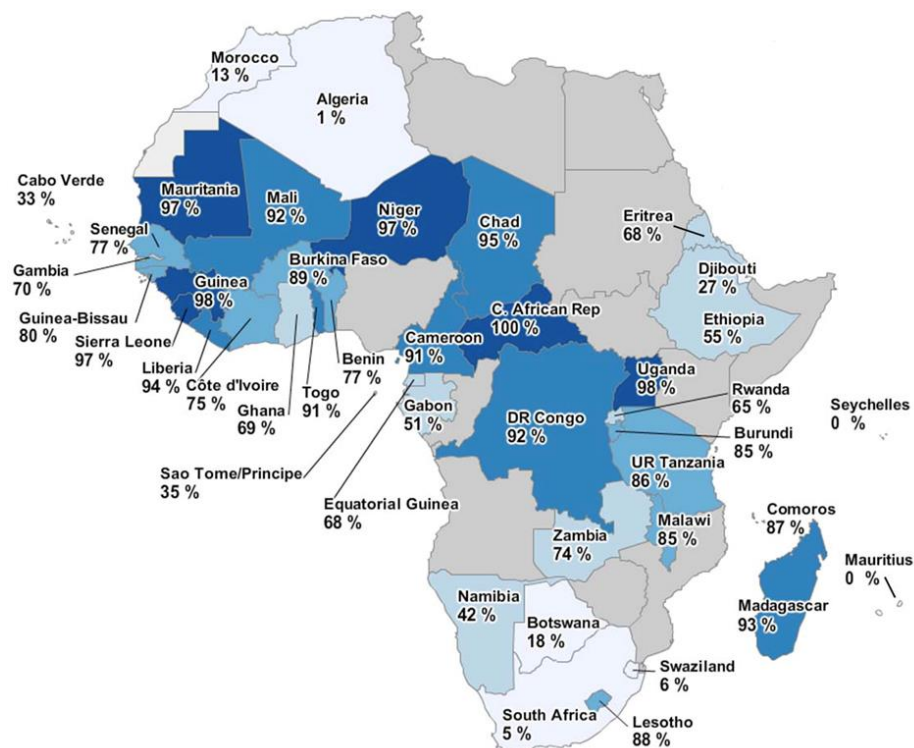 Morocco
13 %
Algeria
1 %
Cabo Verde
33 %
Mauritania
97 %
Mali
92 %
Niger
97 %
Chad
95 %
Eritrea
68 %
Senegal
77 %
Djibouti
27 %
Gambia
70 %
Burkina Faso
89 %
Guinea
98 %
Guinea-Bissau
80 %
Ethiopia
55 %
Sierra Leone
97 %
C. African Rep
100 %
Cameroon
91 %
Liberia
94 %
Benin
77 %
Côte d'Ivoire
75 %
Togo
91 %
Ghana
69 %
Uganda
98 %
Rwanda
65 %
Gabon
51 %
DR Congo
92 %
Seychelles
0 %
Burundi
85 %
Sao Tome/Principe
35 %
UR Tanzania
86 %
Equatorial Guinea
68 %
Comoros
87 %
Malawi
85 %
Zambia
74 %
Mauritius
0 %
Namibia
42 %
Madagascar
93 %
Botswana
18 %
Swaziland
6 %
South Africa
5 %
Lesotho
88 %